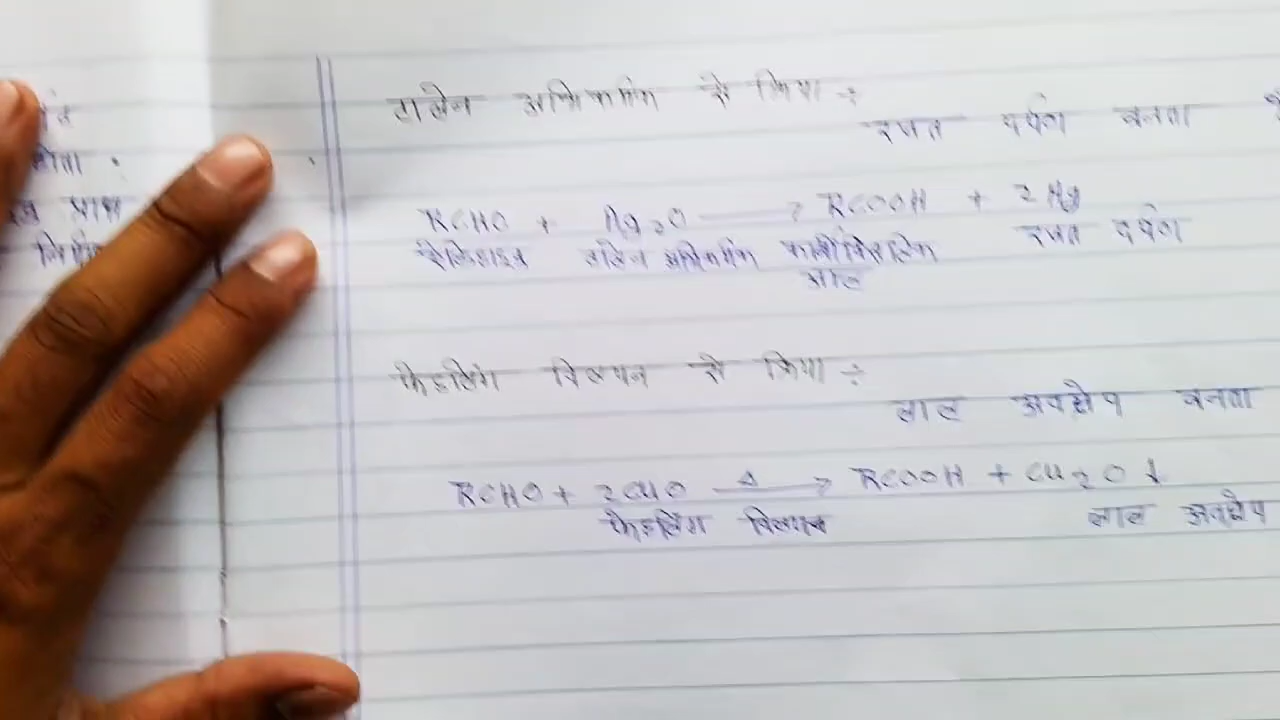 टालेन अभिकर्मक से क्रिया ÷
रजत दर्पण बनता
RCHO + Ag2O ⟶ RCOOH + 2Ag
ऐल्डिहाइड टालेन अभिकर्मक कार्बोक्सिलिक रजत दर्पण
अम्ल
फेहलिंग विलयन से क्रिया ÷
लाल अवक्षेप बनता
RCHO + 2CuO —Δ→ RCOOH + Cu2O ↓
फेहलिंग विलयन लाल अवक्षेप